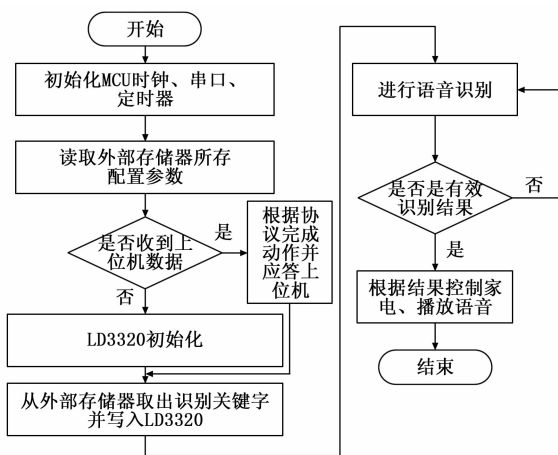 开始
初始化MCU时钟、串口、
定时器
读取外部存储器所存
配置参数
是否收到上
位机数据
是
根据协
议完成
动作并
应答上
位机
否
LD3320初始化
从外部存储器取出识别关键字
并写入LD3320
进行语音识别
是否是有效
识别结果
否
是
根据结果控制家
电、播放语音
结束